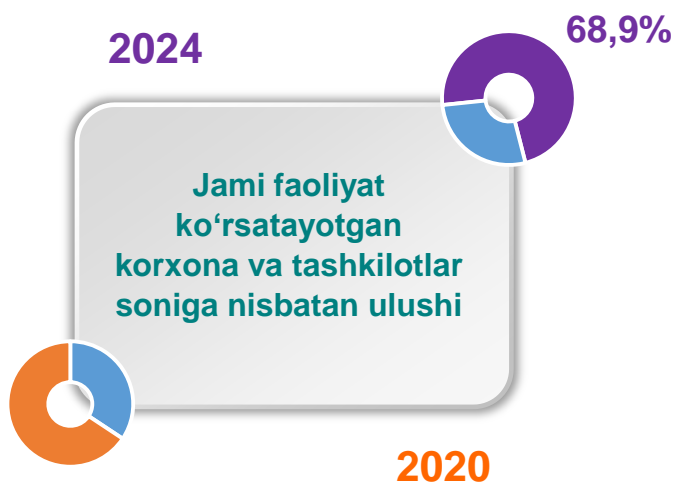 68,9%
2024
Jami faoliyat
ko‘rsatayotgan
korxona va tashkilotlar
soniga nisbatan ulushi
2020